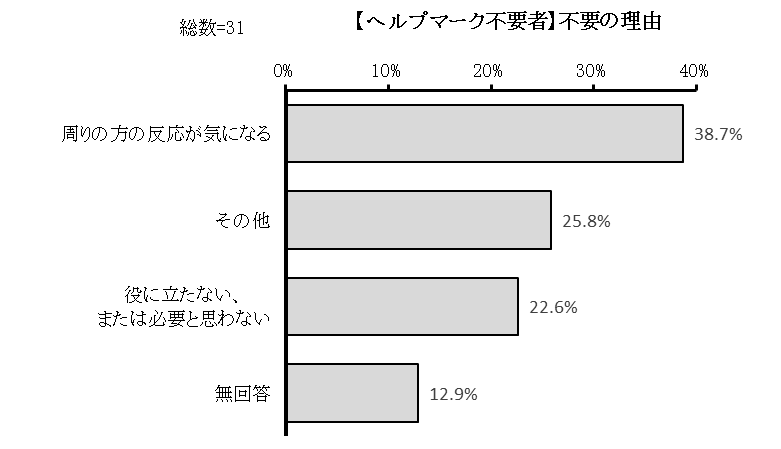 総数=31
【ヘルプマーク不要者】不要の理由
0% 10% 20% 30% 40%
周りの方の反応が気になる 38.7%
その他 25.8%
役に立たない、
または必要と思わない 22.6%
無回答 12.9%